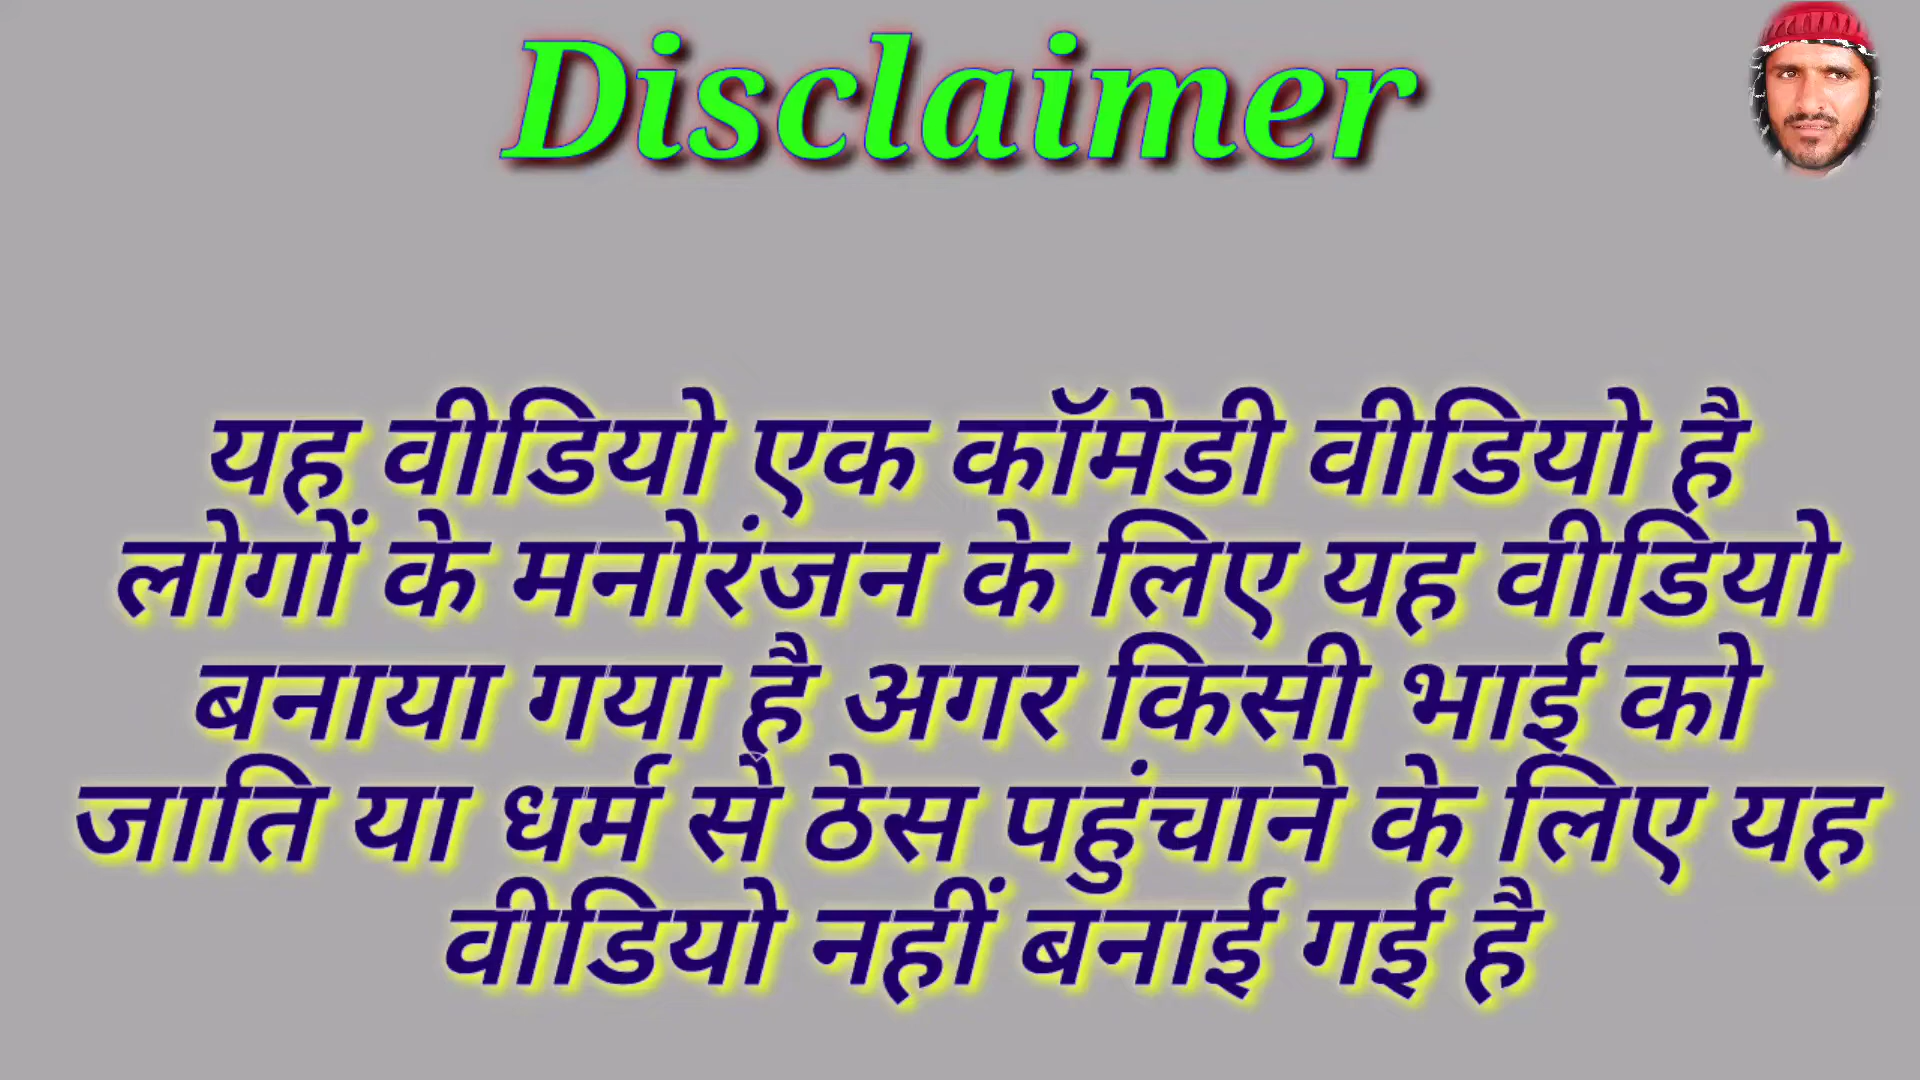 Disclaimer
यह वीडियो एक कॉमेडी वीडियो है
लोगों के मनोरंजन के लिए यह वीडियो
बनाया गया है अगर किसी भाई को
जाति या धर्म से ठेस पहुंचाने के लिए यह
वीडियो नहीं बनाई गई है